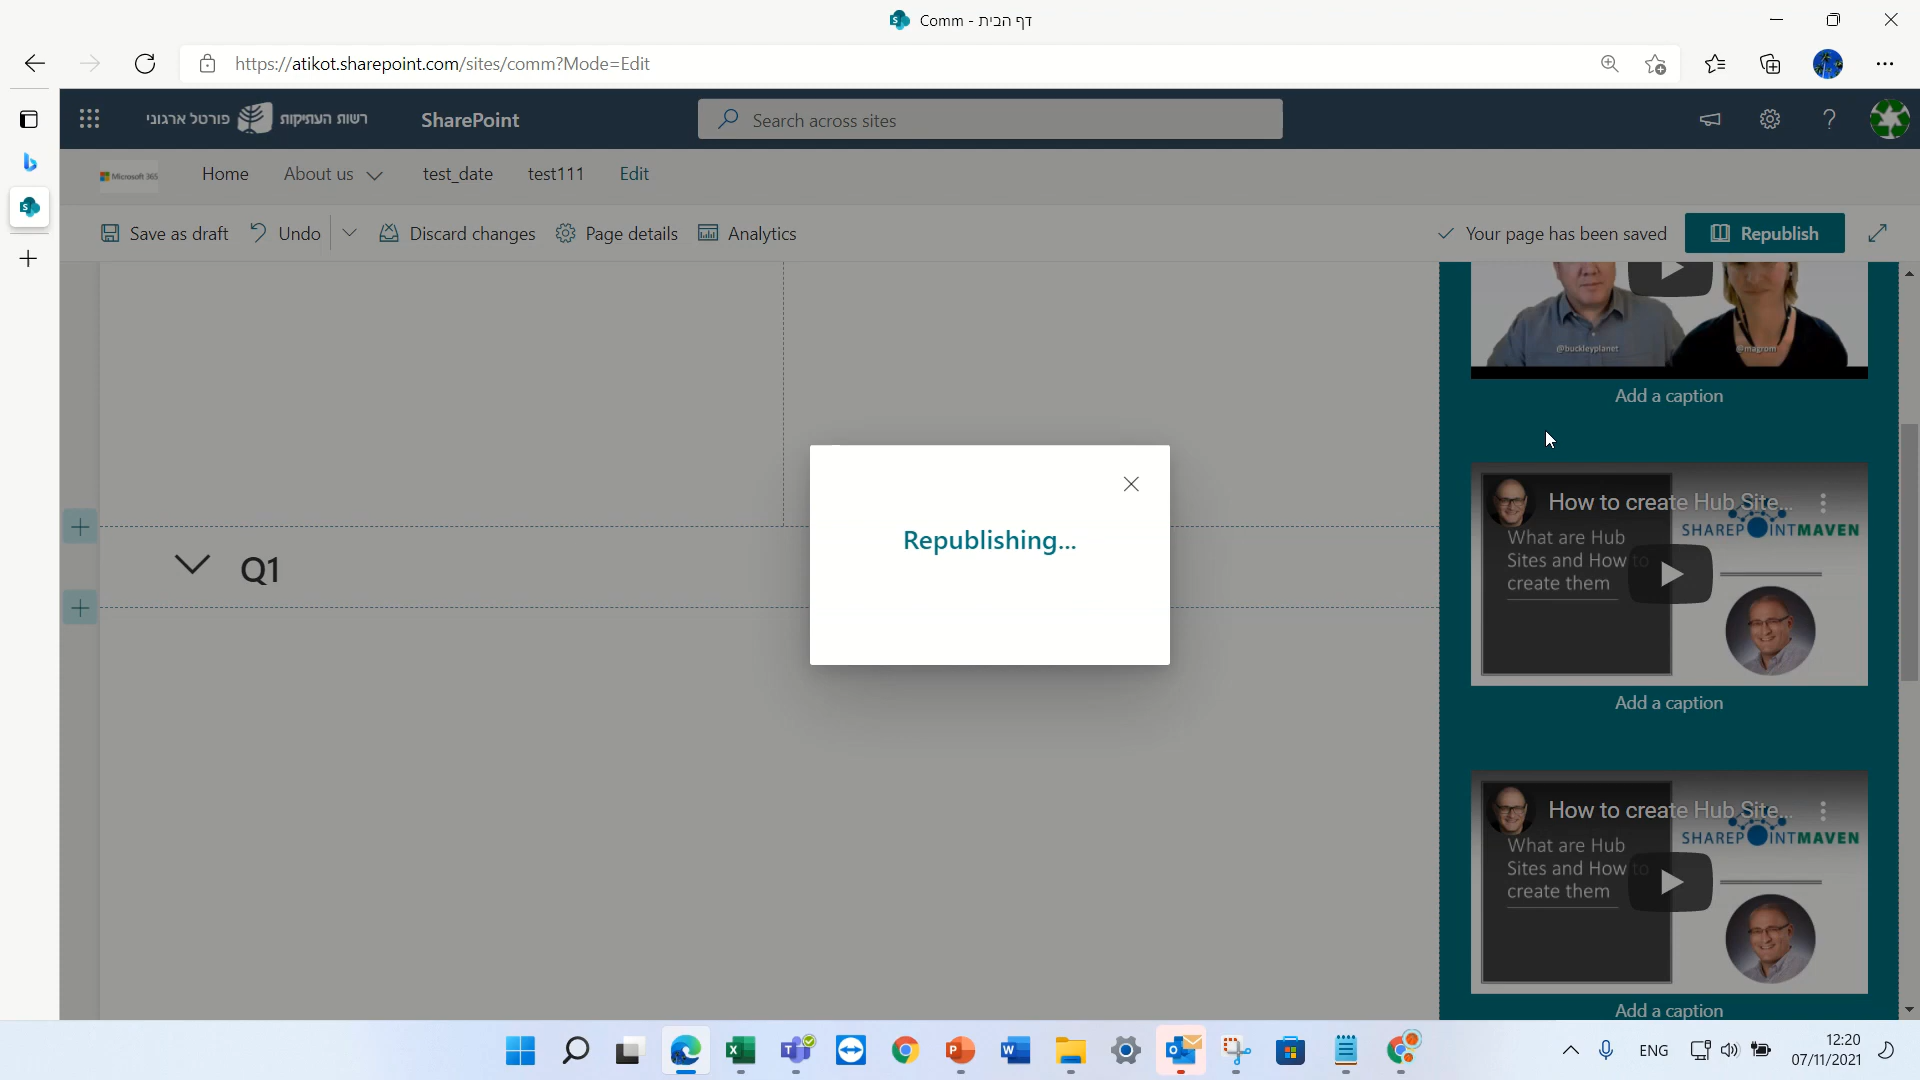 Comm - דף הבית
https://atikot.sharepoint.com/sites/comm?Mode=Edit
רשות העתיקות פורטל ארגוני
SharePoint
Search across sites
Microsoft 365
Home
About us
test_date
test111
Edit
Save as draft
Undo
Discard changes
Page details
Analytics
Your page has been saved
Republish
@buckleyplanet
@magrom
Add a caption
Republishing...
Q1
How to create Hub Site...
SHAREPOINTMAVEN
What are Hub
Sites and How to
create them
Add a caption
How to create Hub Site...
SHAREPOINTMAVEN
What are Hub
Sites and How to
create them
Add a caption
ENG
12:20
07/11/2021